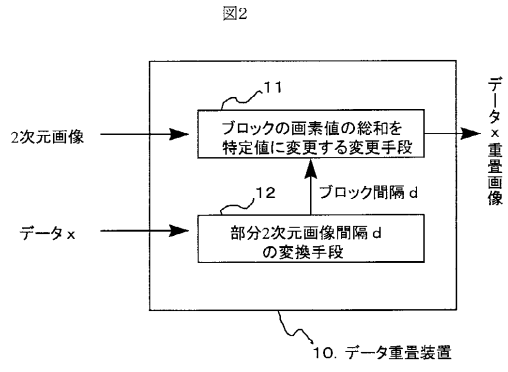 図2
11
2次元画像
ブロックの画素値の総和を
特定値に変更する変更手段
データx重畳画像
ブロック間隔d
12
データx
部分2次元画像間隔d
の変換手段
10. データ重畳装置